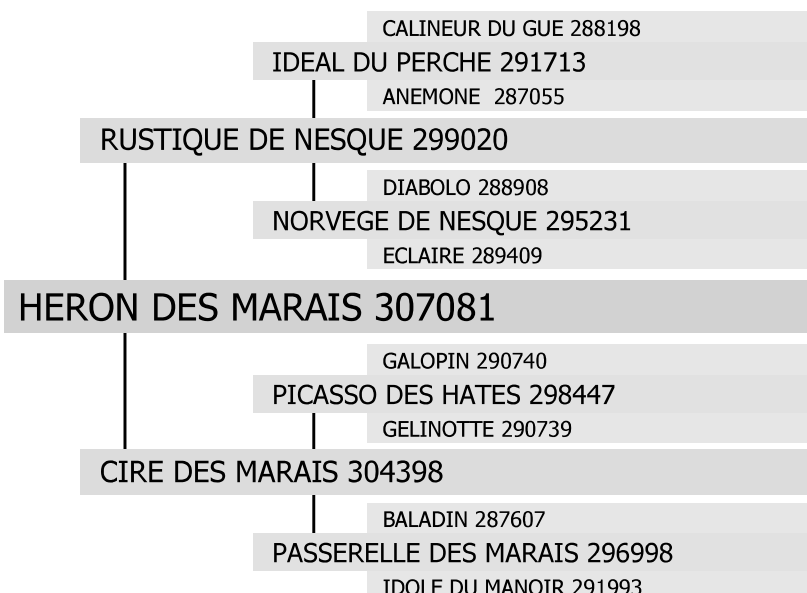 CALINEUR DU GUE 288198
IDEAL DU PERCHE 291713
ANEMONE 287055
RUSTIQUE DE NESQUE 299020
DIABOLO 288908
NORVEGE DE NESQUE 295231
ECLAIRE 289409
HERON DES MARAIS 307081
GALOPIN 290740
PICASSO DES HATES 298447
GELINOTTE 290739
CIRE DES MARAIS 304398
BALADIN 287607
PASSERELLE DES MARAIS 296998
IDOLE DU MANOIR 291993